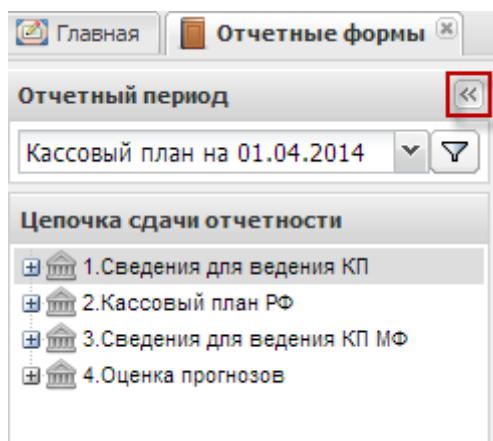 Главная Отчетные формы
Отчетный период
Кассовый план на 01.04.2014
Цепочка сдачи отчетности
1.Сведения для ведения КП
2.Кассовый план РФ
3.Сведения для ведения КП МФ
4.Оценка прогнозов